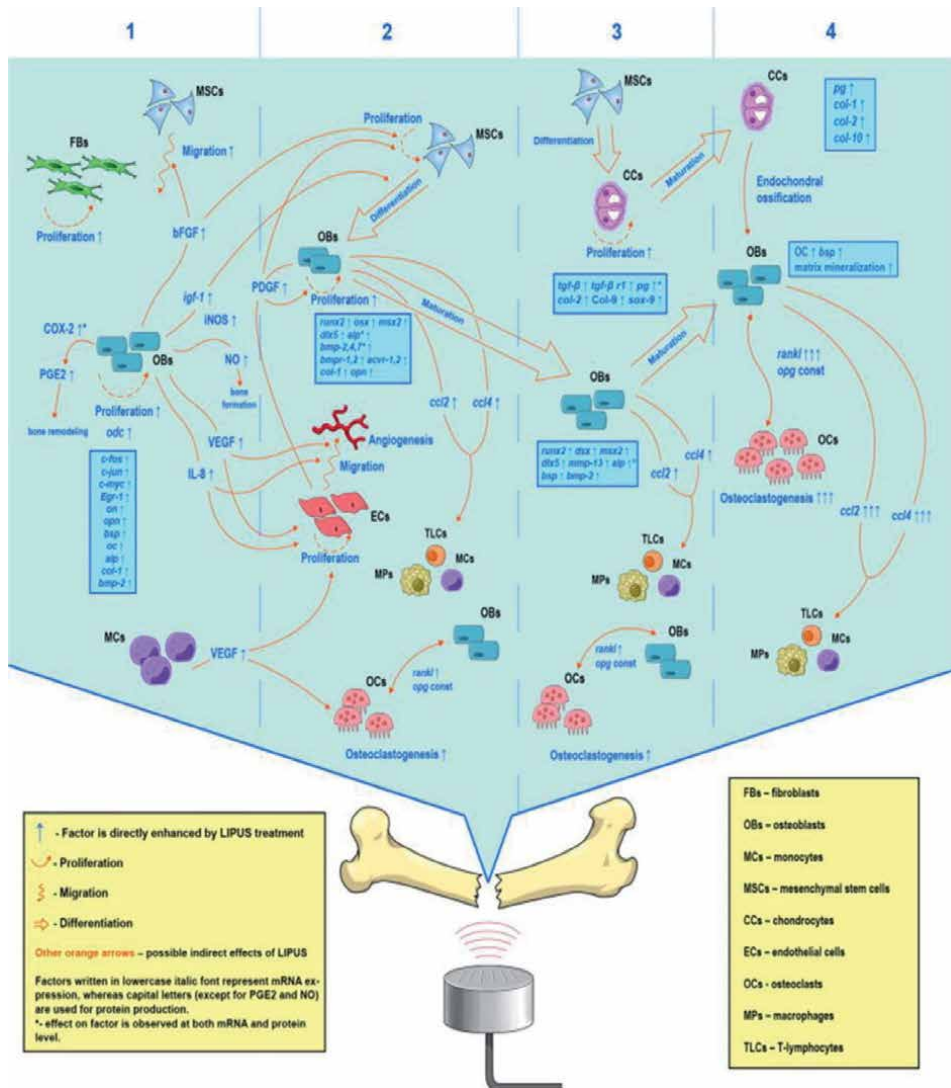 1
2
3
4
MSCs
FBs
Migration ↑
Proliferation ↑
bFGF ↑
igf-1 ↑
iNOS ↑
COX-2 ↑*
OBs
PGE2 ↑
NO ↑
bone remodeling
bone
formation
Proliferation ↑
odc ↑
c-fos ↑
c-jun ↑
c-myc ↑
Egr-1 ↑
on ↑
opn ↑
bsp ↑
oc ↑
alp ↑
col-1 ↑
bmp-2 ↑
VEGF ↑
IL-8 ↑
MCs
VEGF ↑
Proliferation
MSCs
Differentiation
OBs
PDGF ↑
Proliferation ↑
runx2 ↑ osx ↑ msx2 ↑
dlx5 ↑ alp* ↑
bmp-2,4,7* ↑
bmpr-1,2 ↑ acvr-1,2 ↑
col-1 ↑ opn ↑
Maturation
ccl2 ↑
ccl4 ↑
Angiogenesis
Migration
ECs
Proliferation
TLCs
MCs
MPs
OBs
rankl ↑
opg const
OCs
Osteoclastogenesis ↑
MSCs
Differentiation
CCs
Maturation
Proliferation ↑
tgf-β ↑ tgf-β r1 ↑ pg ↑*
col-2 ↑ Col-9 ↑ sox-9 ↑
OBs
Maturation
runx2 ↑ dsx ↑ msx2 ↑
dlx5 ↑ mmp-13 ↑ alp ↑*
bsp ↑ bmp-2 ↑
ccl2 ↑
ccl4 ↑
TLCs
MCs
MPs
OBs
rankl ↑
opg const
OCs
Osteoclastogenesis ↑
CCs
pg ↑
col-1 ↑
col-2 ↑
col-10 ↑
Endochondral
ossification
OBs
OC ↑ bsp ↑
matrix mineralization ↑
rankl ↑↑↑
opg const
OCs
Osteoclastogenesis ↑↑↑
ccl2 ↑↑↑
ccl4 ↑↑↑
TLCs
MCs
MPs
↑ - Factor is directly enhanced by LIPUS treatment
- Proliferation
- Migration
- Differentiation
Other orange arrows – possible indirect effects of LIPUS
Factors written in lowercase italic font represent mRNA ex-
pression, whereas capital letters (except for PGE2 and NO)
are used for protein production.
*- effect on factor is observed at both mRNA and protein
level.
FBs – fibroblasts
OBs – osteoblasts
MCs – monocytes
MSCs – mesenchymal stem cells
CCs – chondrocytes
ECs – endothelial cells
OCs - osteoclasts
MPs – macrophages
TLCs – T-lymphocytes